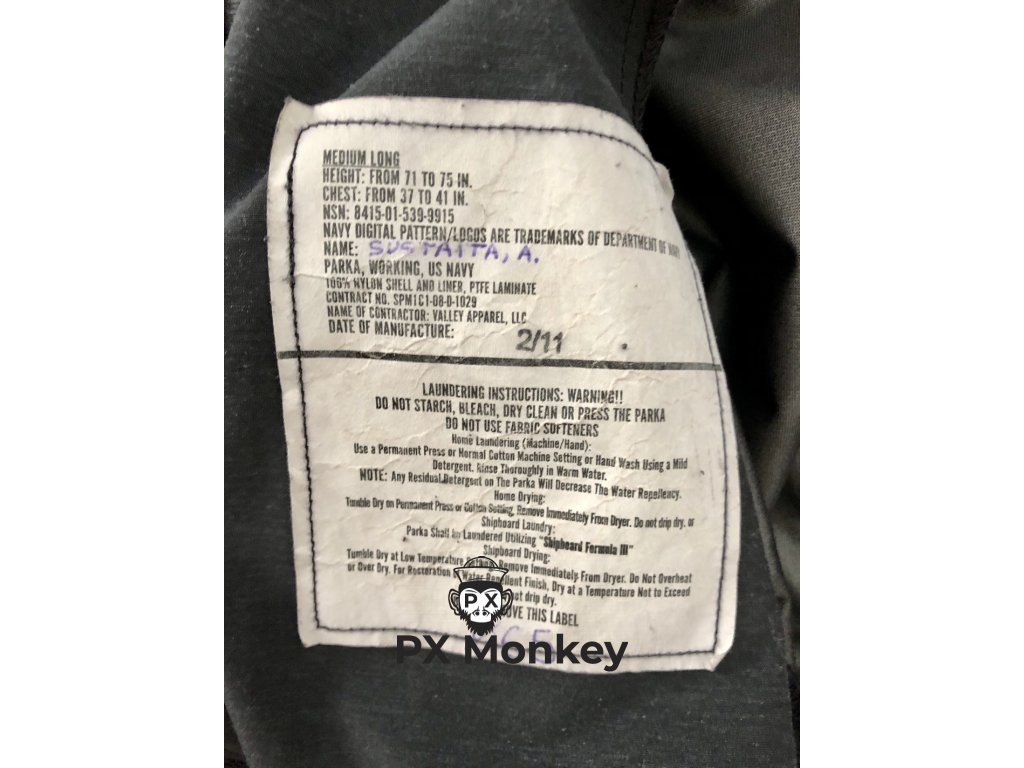 MEDIUM LONG
HEIGHT: FROM 71 TO 75 IN.
CHEST: FROM 37 TO 41 IN.
NSN: 8415-01-539-9915
NAVY DIGITAL PATTERN/LOGOS ARE TRADEMARKS OF DEPARTMENT OF NAVY
NAME: SUSTAITA, A.
PARKA, WORKING, US NAVY
100% NYLON SHELL AND LINER, PTFE LAMINATE
CONTRACT NO. SPM1C1-08-D-1029
NAME OF CONTRACTOR: VALLEY APPAREL, LLC
DATE OF MANUFACTURE: 2/11
LAUNDERING INSTRUCTIONS: WARNING!!
DO NOT STARCH, BLEACH, DRY CLEAN OR PRESS THE PARKA
DO NOT USE FABRIC SOFTENERS
Home Laundering (Machine/Hand):
Use a Permanent Press or Normal Cotton Machine Setting or Hand Wash Using a Mild
Detergent. Rinse Thoroughly in Warm Water.
NOTE: Any Residual Detergent on The Parka Will Decrease The Water Repellency.
Home Drying:
Tumble Dry on Permanent Press or Cotton Setting, Remove Immediately From Dryer. Do not drip dry. or
Shipboard Laundry:
Parka Shall be Laundered Utilizing "Shipboard Formula III"
Shipboard Drying:
Tumble Dry at Low Temperature Setting. Remove Immediately From Dryer. Do Not Overheat
or Over Dry. For Restoration of Water Repellent Finish, Dry at a Temperature Not to Exceed
not drip dry.
THIS LABEL
PX
PX Monkey